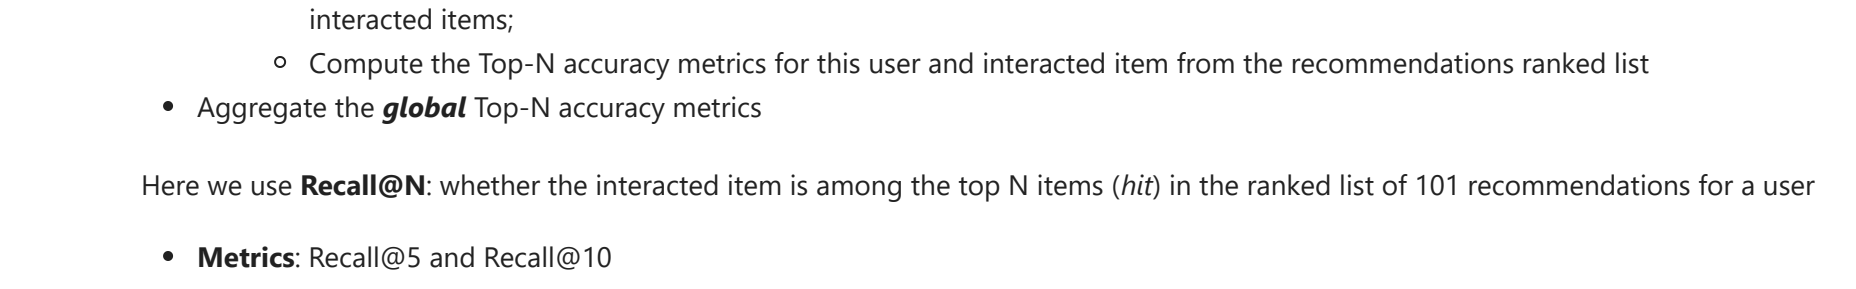 interacted items;
Compute the Top-N accuracy metrics for this user and interacted item from the recommendations ranked list
Aggregate the global Top-N accuracy metrics
Here we use Recall@N: whether the interacted item is among the top N items (hit) in the ranked list of 101 recommendations for a user
Metrics: Recall@5 and Recall@10